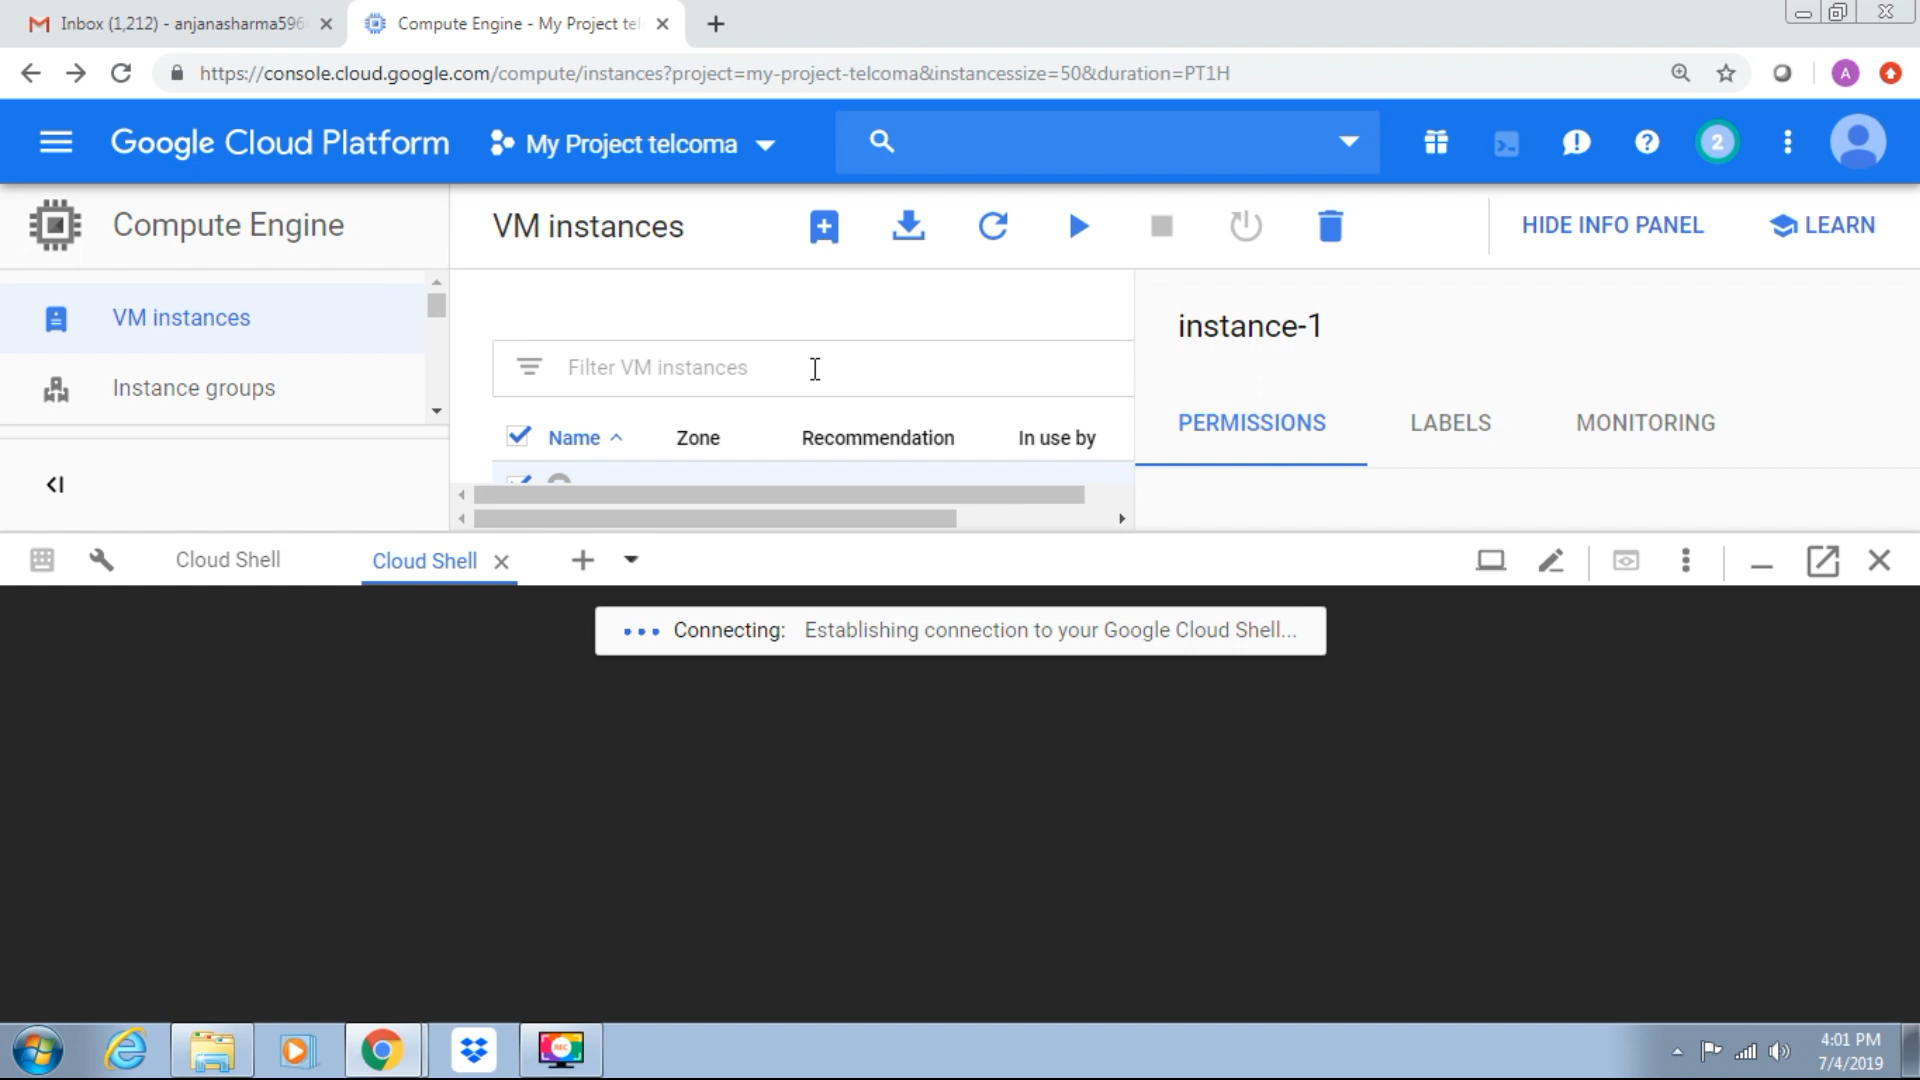 Inbox (1,212) - anjanasharma596
Compute Engine - My Project tel
https://console.cloud.google.com/compute/instances?project=my-project-telcoma&instancessize=50&duration=PT1H
A
Google Cloud Platform
My Project telcoma
2
Compute Engine
VM instances
HIDE INFO PANEL
LEARN
VM instances
Instance groups
Filter VM instances
Name
Zone
Recommendation
In use by
instance-1
PERMISSIONS
LABELS
MONITORING
Cloud Shell
Cloud Shell
Connecting: Establishing connection to your Google Cloud Shell...
REC
4:01 PM
7/4/2019